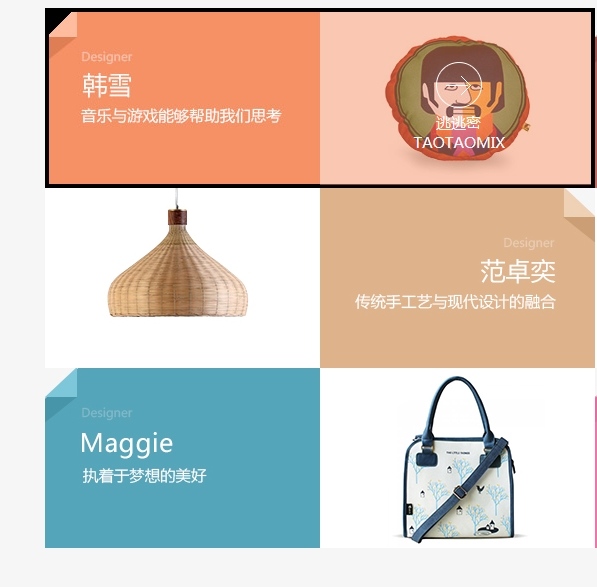 Designer
韩雪
音乐与游戏能够帮助我们思考
逃逃密
TAOTAOMIX
Designer
范卓奕
传统手工艺与现代设计的融合
Designer
Maggie
执着于梦想的美好